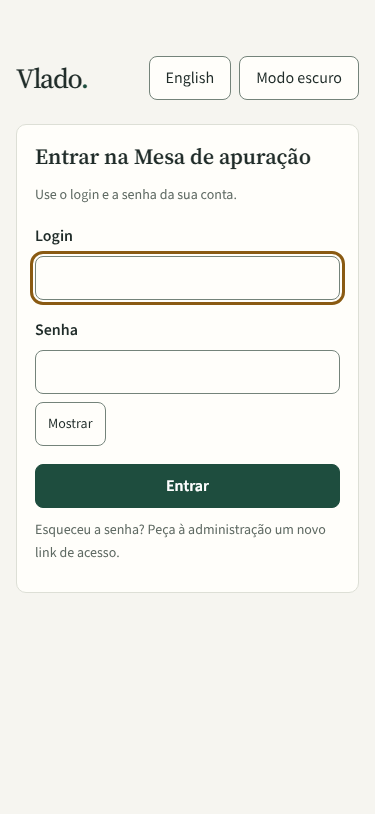 Vlado.
English
Modo escuro
Entrar na Mesa de apuração
Use o login e a senha da sua conta.
Login
Senha
Mostrar
Entrar
Esqueceu a senha? Peça à administração um novo
link de acesso.